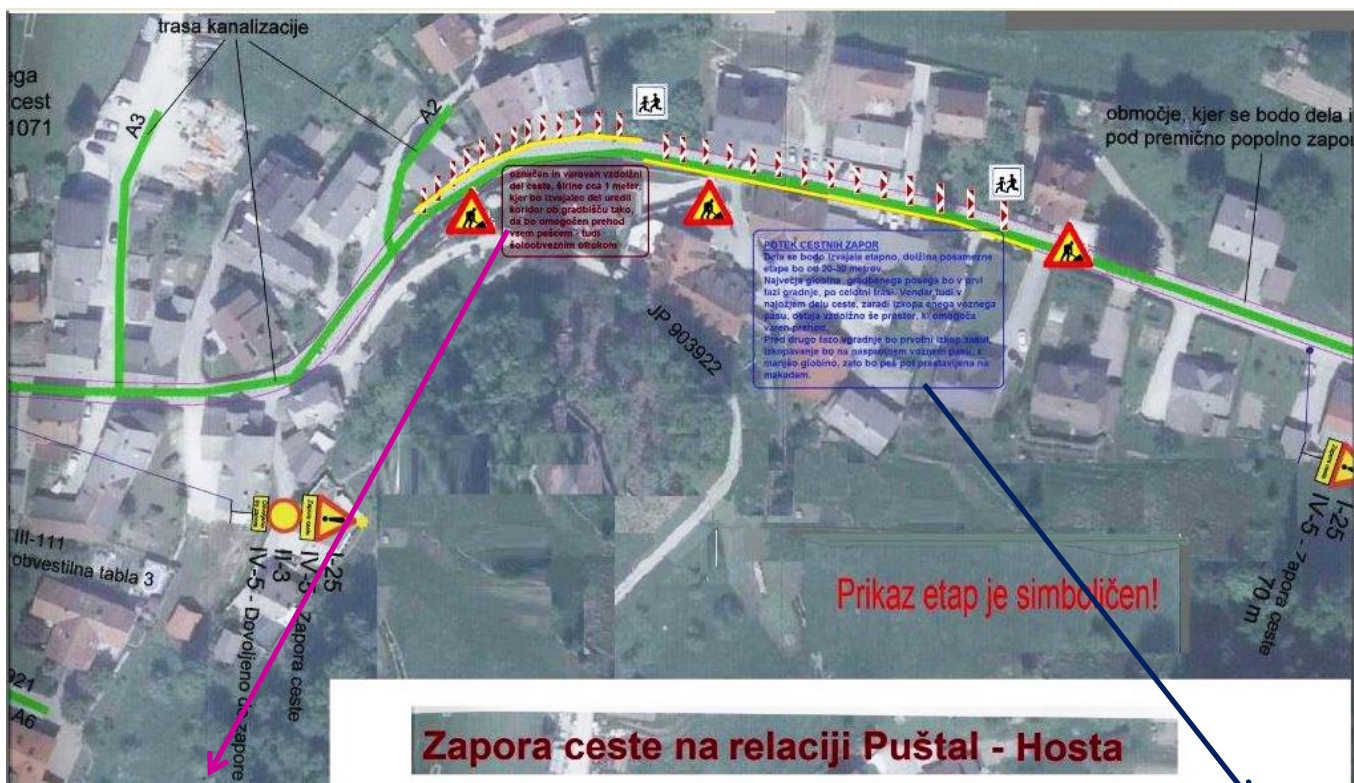 trasa kanalizacije
ega
cest
1071
A3
A2
območje, kjer se bodo dela i
pod premično popolno zapor
označen in varovan vzdolžni
del ceste, širine cca 1 meter,
kjer bo izvajalec del uredil
koridor ob gradbišču tako,
da bo omogočen prehod
vsem pešcem - tudi
šoloobveznim otrokom
POTEK CESTNIH ZAPOR
Dela se bodo izvajala etapno, dolžina posamezne
etape bo od 20-30 metrov.
Največja globina gradbenega posega bo v prvi
fazi gradnje, po celotni trasi. Vendar tudi v
najožjem delu ceste, zaradi izkopa enega voznega
pasu, ostaja vzdolžno še prostor, ki omogoča
varen prehod.
Pred drugo fazo vgradnje bo prvotni izkop zasut,
izkopavanje bo na nasprotnem voznem pasu, z
manjšo globino, zato bo peš pot prestavljena na
makadam.
JP 903922
III-111
obvestilna tabla 3
I-25
IV-5 - Zapora ceste
II-3
IV-5 - Dovoljeno do zapore
I-25
IV-5 - Zapora ceste
70 m
921
A6
Prikaz etap je simboličen!
Zapora ceste na relaciji Puštal - Hosta